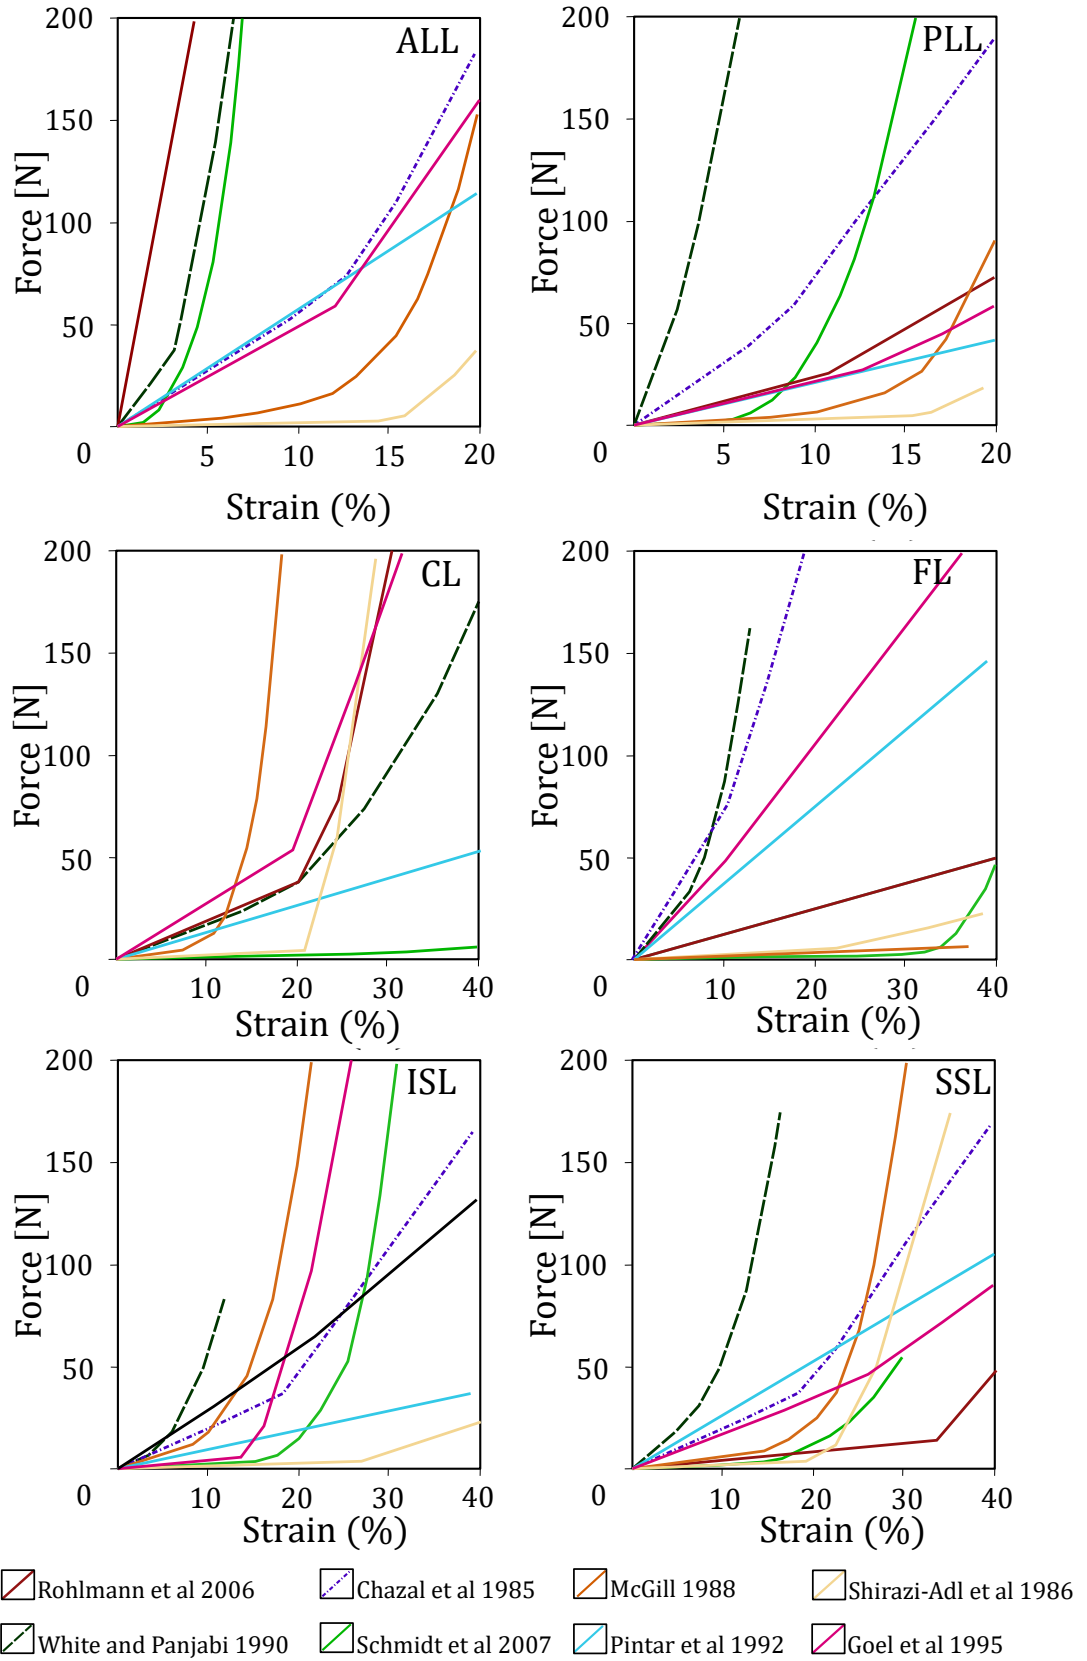 200
ALL
150
Force [N]
100
50
0
5
10
15
20
Strain (%)
200
PLL
150
Force [N]
100
50
0
5
10
15
20
Strain (%)
200
CL
150
Force [N]
100
50
0
10
20
30
40
Strain (%)
200
FL
150
Force [N]
100
50
0
10
20
30
40
Strain (%)
200
ISL
150
Force [N]
100
50
0
10
20
30
40
Strain (%)
200
SSL
150
Force [N]
100
50
0
10
20
30
40
Strain (%)
Rohlmann et al 2006
Chazal et al 1985
McGill 1988
Shirazi-Adl et al 1986
White and Panjabi 1990
Schmidt et al 2007
Pintar et al 1992
Goel et al 1995